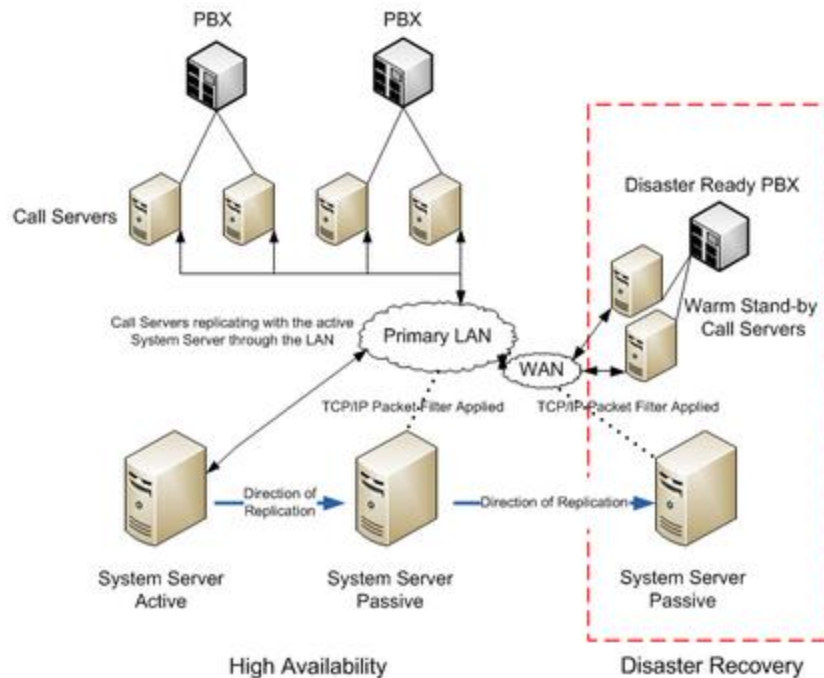 PBX
PBX
Disaster Ready PBX
Call Servers
Warm Stand-by
Call Servers
Call Servers replicating with the active
System Server through the LAN
Primary LAN
WAN
TCP/IP Packet Filter Applied
TCP/IP Packet Filter Applied
Direction of
Replication
Direction of Replication
System Server
Active
System Server
Passive
System Server
Passive
High Availability
Disaster Recovery